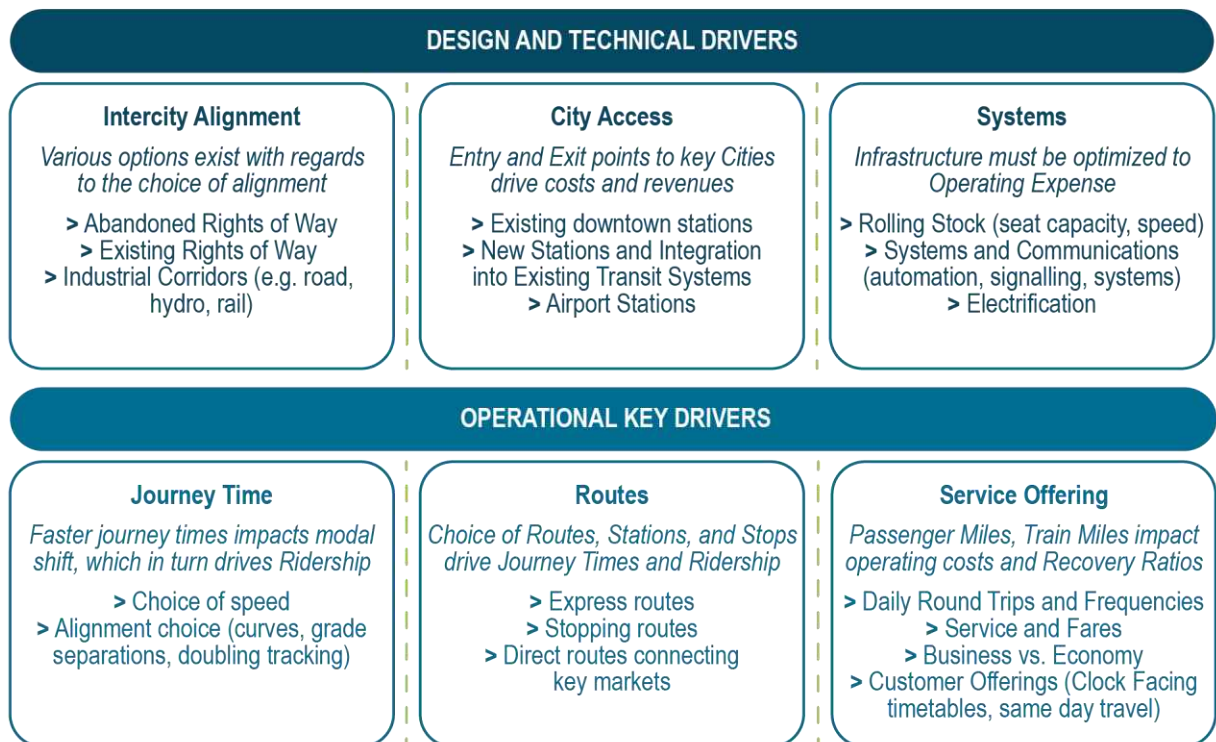 DESIGN AND TECHNICAL DRIVERS
Intercity Alignment
Various options exist with regards
to the choice of alignment
> Abandoned Rights of Way
> Existing Rights of Way
> Industrial Corridors (e.g. road,
hydro, rail)
City Access
Entry and Exit points to key Cities
drive costs and revenues
> Existing downtown stations
> New Stations and Integration
into Existing Transit Systems
> Airport Stations
Systems
Infrastructure must be optimized to
Operating Expense
> Rolling Stock (seat capacity, speed)
> Systems and Communications
(automation, signalling, systems)
> Electrification
OPERATIONAL KEY DRIVERS
Journey Time
Faster journey times impacts modal
shift, which in turn drives Ridership
> Choice of speed
> Alignment choice (curves, grade
separations, doubling tracking)
Routes
Choice of Routes, Stations, and Stops
drive Journey Times and Ridership
> Express routes
> Stopping routes
> Direct routes connecting
key markets
Service Offering
Passenger Miles, Train Miles impact
operating costs and Recovery Ratios
> Daily Round Trips and Frequencies
> Service and Fares
> Business vs. Economy
> Customer Offerings (Clock Facing
timetables, same day travel)